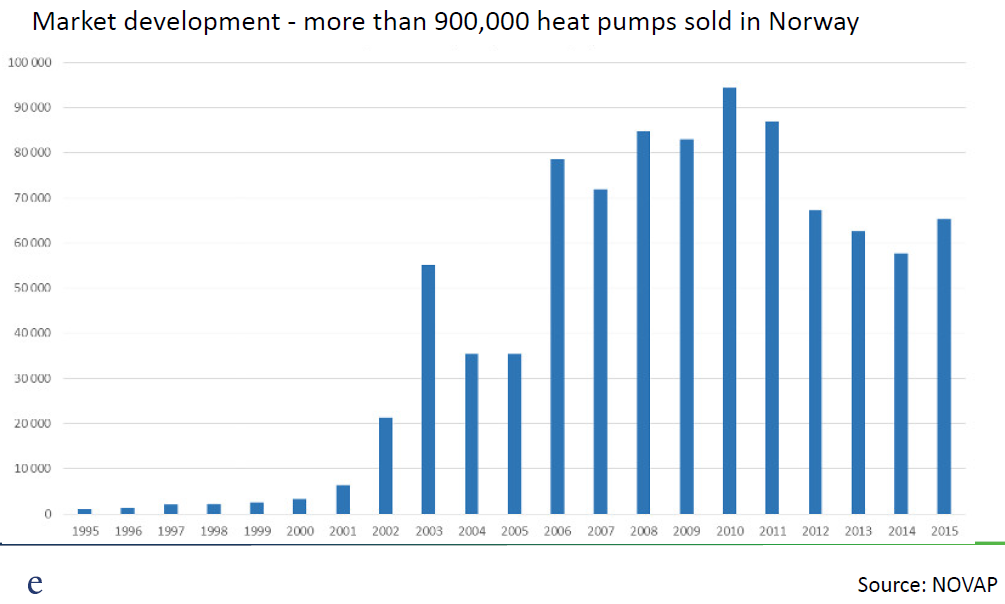 Market development - more than 900,000 heat pumps sold in Norway
100 000
90 000
80 000
70 000
60 000
50 000
40 000
30 000
20 000
10 000
0
1995 1996 1997 1998 1999 2000 2001 2002 2003 2004 2005 2006 2007 2008 2009 2010 2011 2012 2013 2014 2015
e
Source: NOVAP